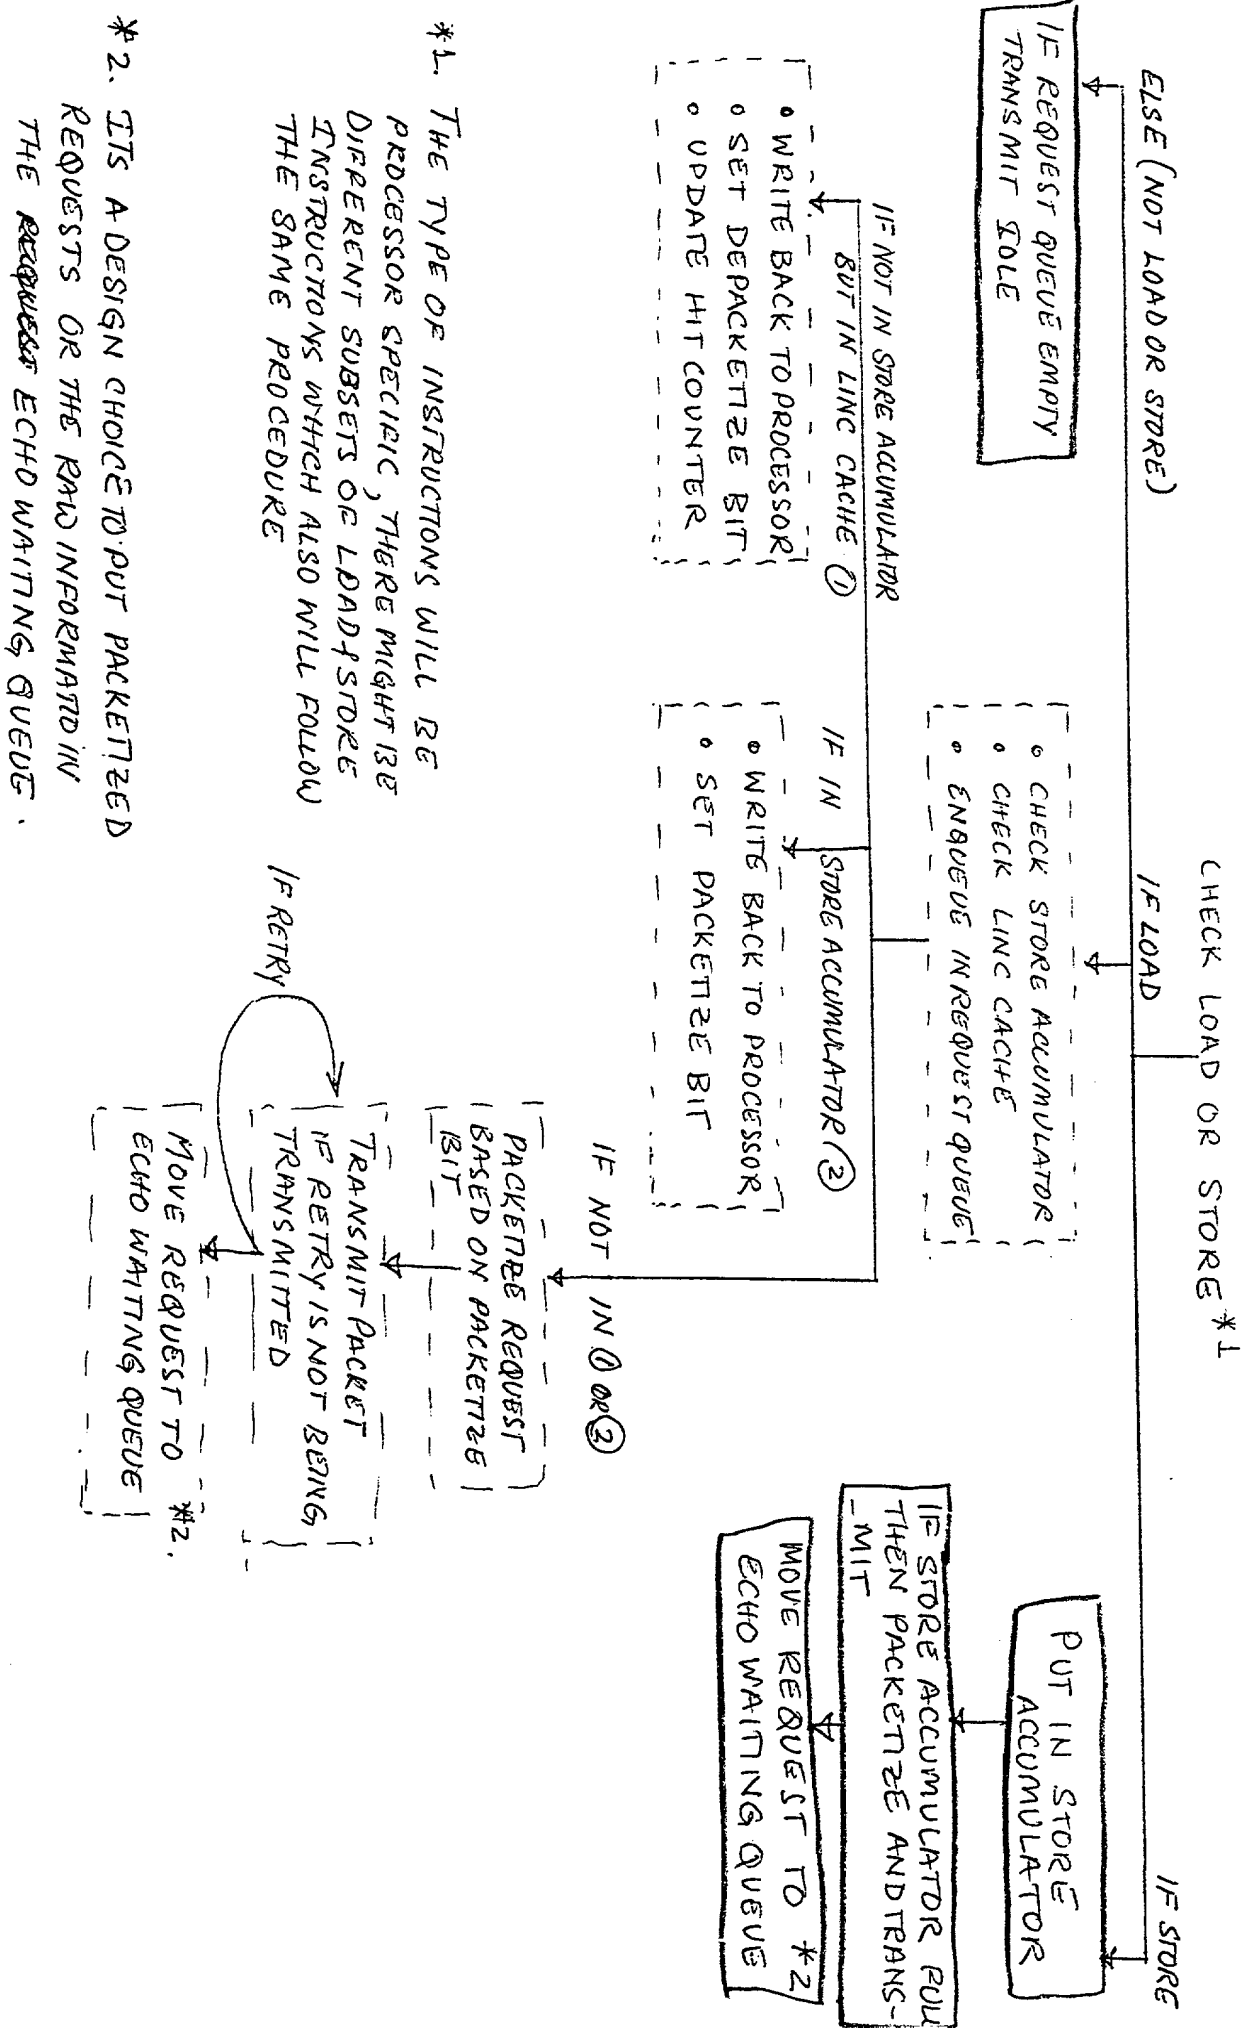 CHECK LOAD OR STORE *1
ELSE (NOT LOAD OR STORE)
IF LOAD
IF STORE
IF REQUEST QUEUE EMPTY
TRANSMIT IDLE
• CHECK STORE ACCUMULATOR
• CHECK LINC CACHE
• ENQUEUE IN REQUEST QUEUE
PUT IN STORE
ACCUMULATOR
IF STORE ACCUMULATOR FULL
THEN PACKETIZE AND TRANS-
-MIT
MOVE REQUEST TO *2
ECHO WAITING QUEUE
IF NOT IN STORE ACCUMULATOR
BUT IN LINC CACHE ①
IF IN STORE ACCUMULATOR ②
IF NOT IN ① OR ②
• WRITE BACK TO PROCESSOR
• SET DEPACKETIZE BIT
• UPDATE HIT COUNTER
• WRITE BACK TO PROCESSOR
• SET PACKETIZE BIT
PACKETIZE REQUEST
BASED ON PACKETIZE
BIT
TRANSMIT PACKET
IF RETRY IS NOT BEING
TRANSMITTED
IF RETRY
MOVE REQUEST TO *2.
ECHO WAITING QUEUE
*1. THE TYPE OF INSTRUCTIONS WILL BE
PROCESSOR SPECIFIC, THERE MIGHT BE
DIFFERENT SUBSETS OF LOAD & STORE
INSTRUCTIONS WHICH ALSO WILL FOLLOW
THE SAME PROCEDURE
*2. ITS A DESIGN CHOICE TO PUT PACKETIZED
REQUESTS OR THE RAW INFORMATIO IN
THE ECHO WAITING QUEUE.